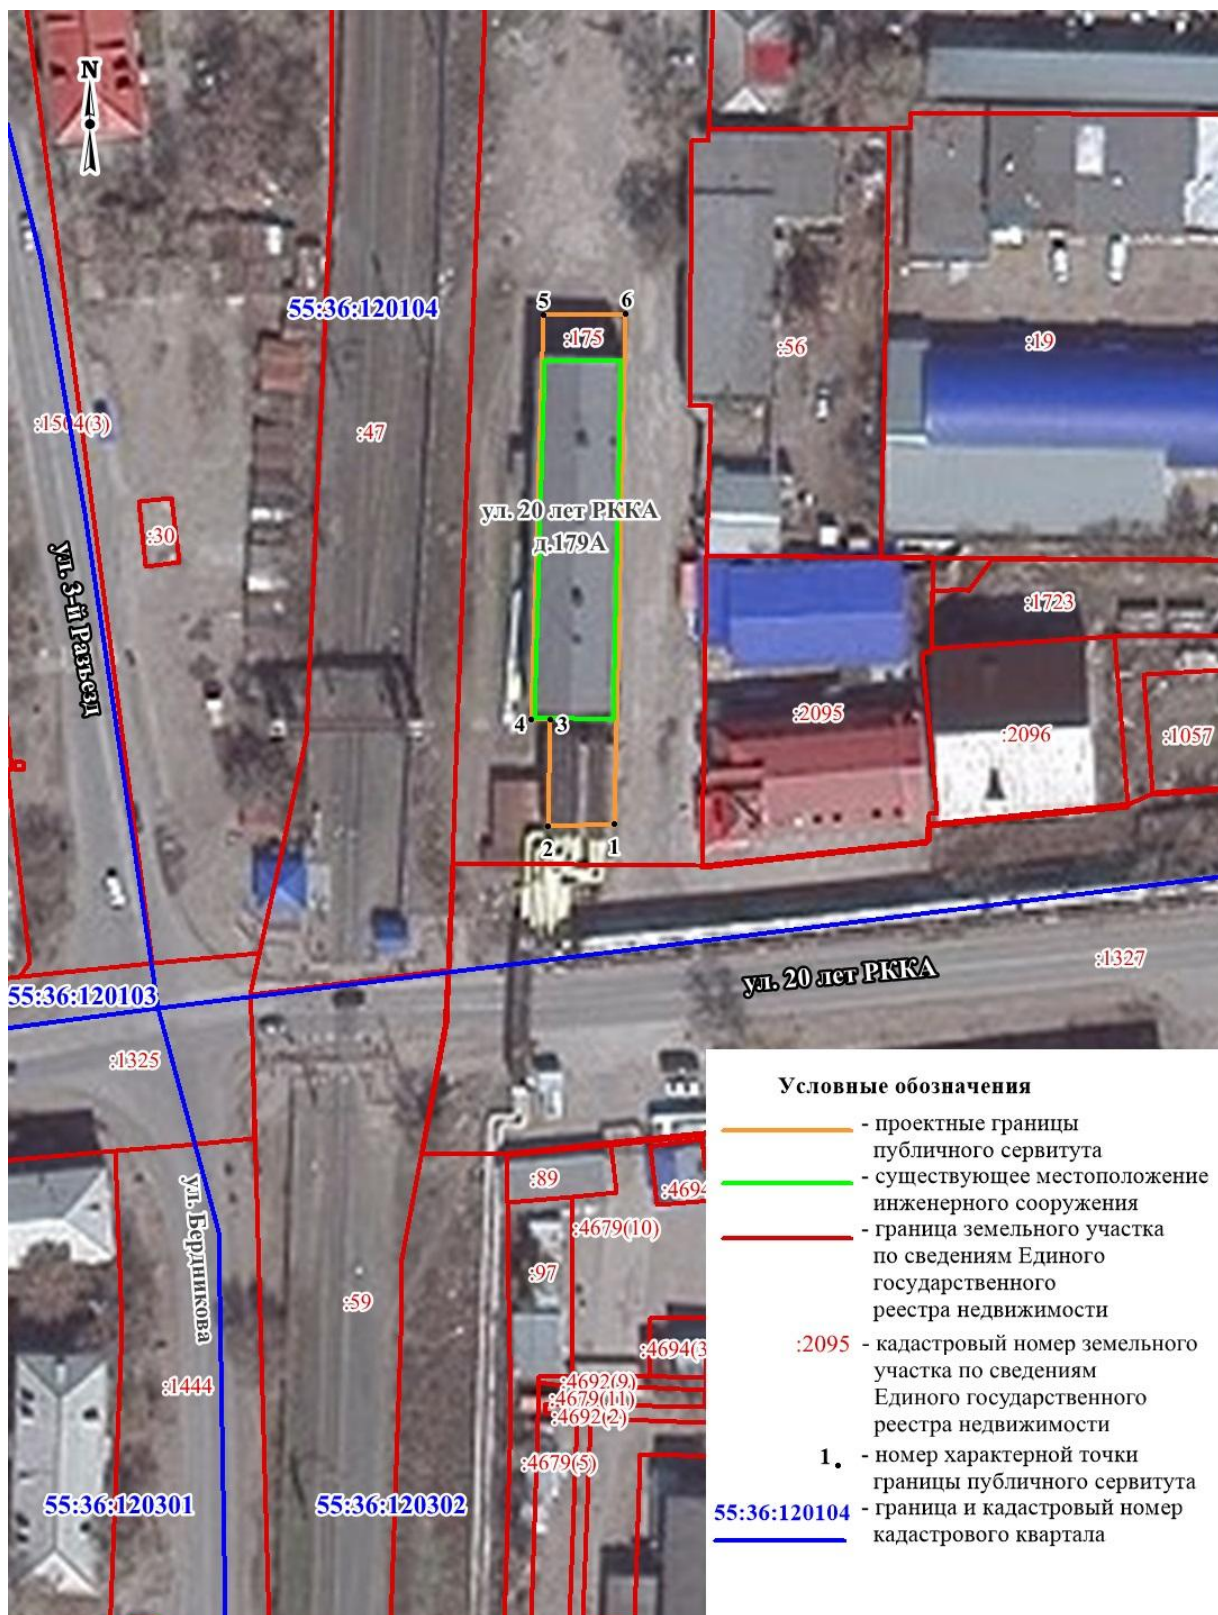 N
5
6
55:36:120104
:175
:56
:19
:1504(3)
:47
ул. 20 лет РККА
д.179А
:30
ул. 3-й Разъезд
:1723
4
3
:2095
:2096
:1057
2
1
:1327
ул. 20 лет РККА
55:36:120103
:1325
:89
:4694
:4679(10)
ул. Бердникова
:97
:59
:4694(3
:1444
:4692(9)
:4679(11)
:4692(2)
:4679(5)
55:36:120301
55:36:120302
Условные обозначения
- проектные границы
публичного сервитута
- существующее местоположение
инженерного сооружения
- граница земельного участка
по сведениям Единого
государственного
реестра недвижимости
:2095 - кадастровый номер земельного
участка по сведениям
Единого государственного
реестра недвижимости
1. - номер характерной точки
границы публичного сервитута
55:36:120104 - граница и кадастровый номер
кадастрового квартала